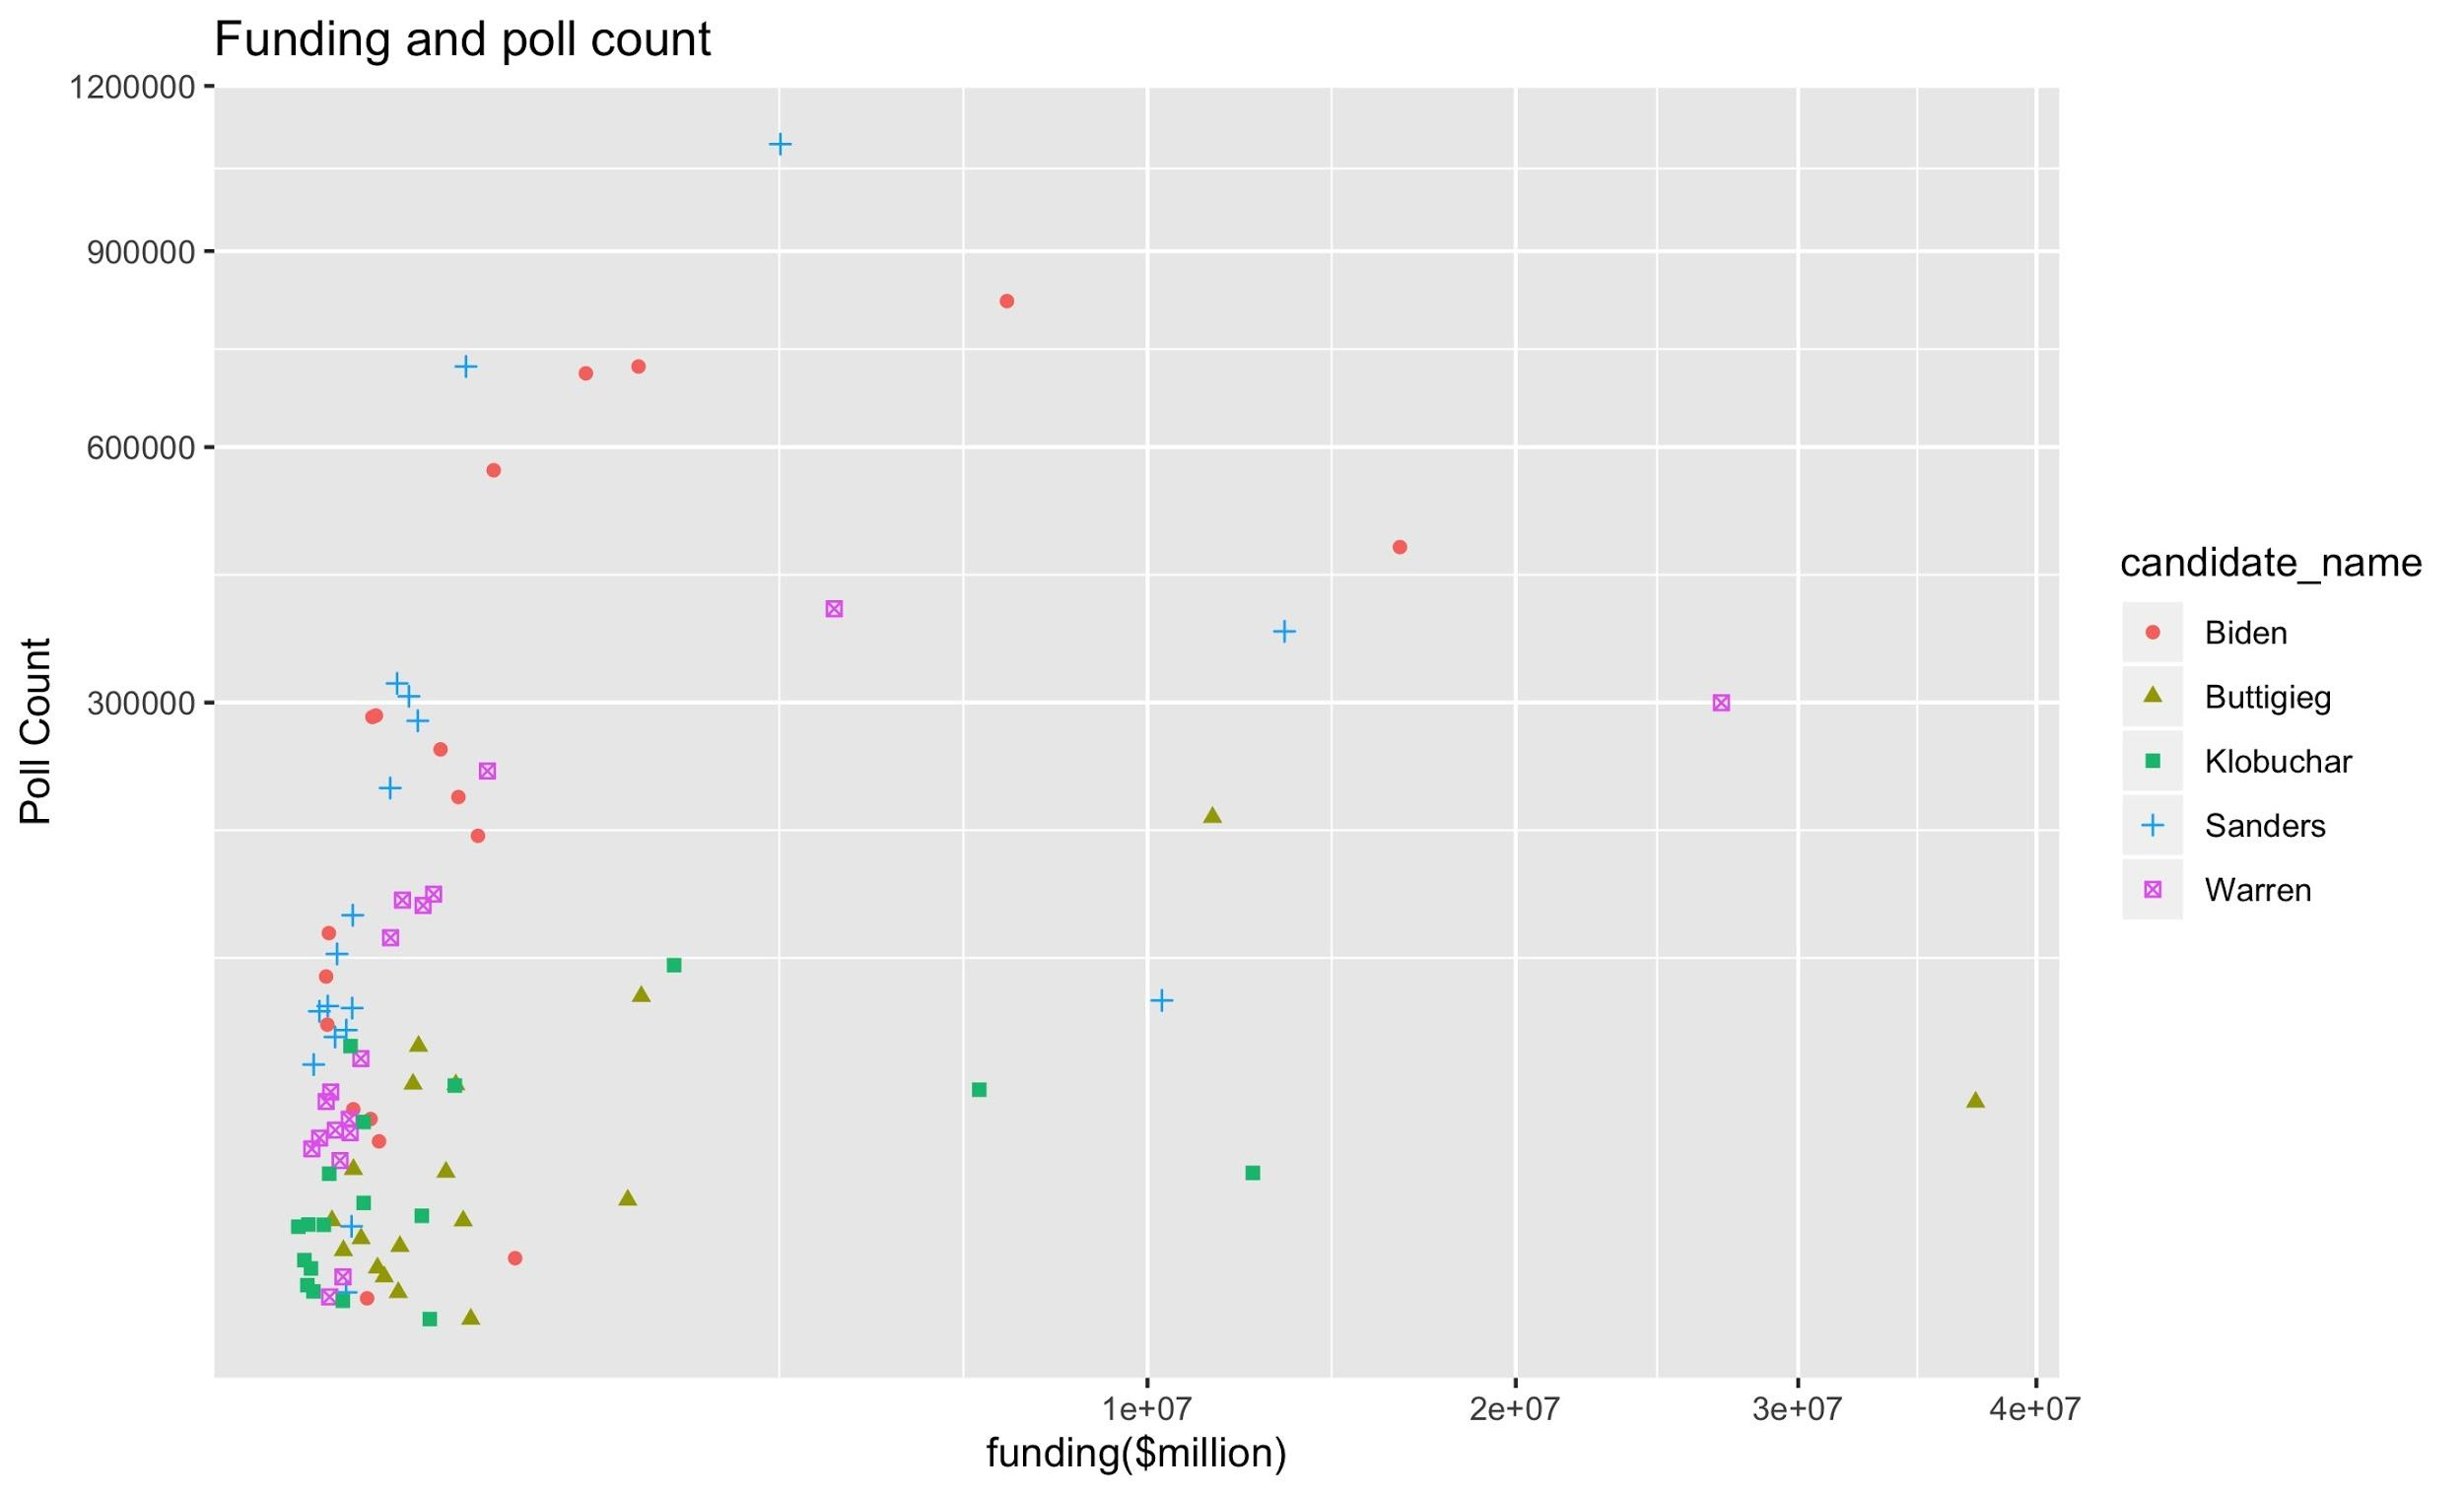 Funding and poll count
1200000
900000
600000
300000
Poll Count
1e+07
2e+07
3e+07
4e+07
funding($million)
candidate_name
Biden
Buttigieg
Klobuchar
Sanders
Warren